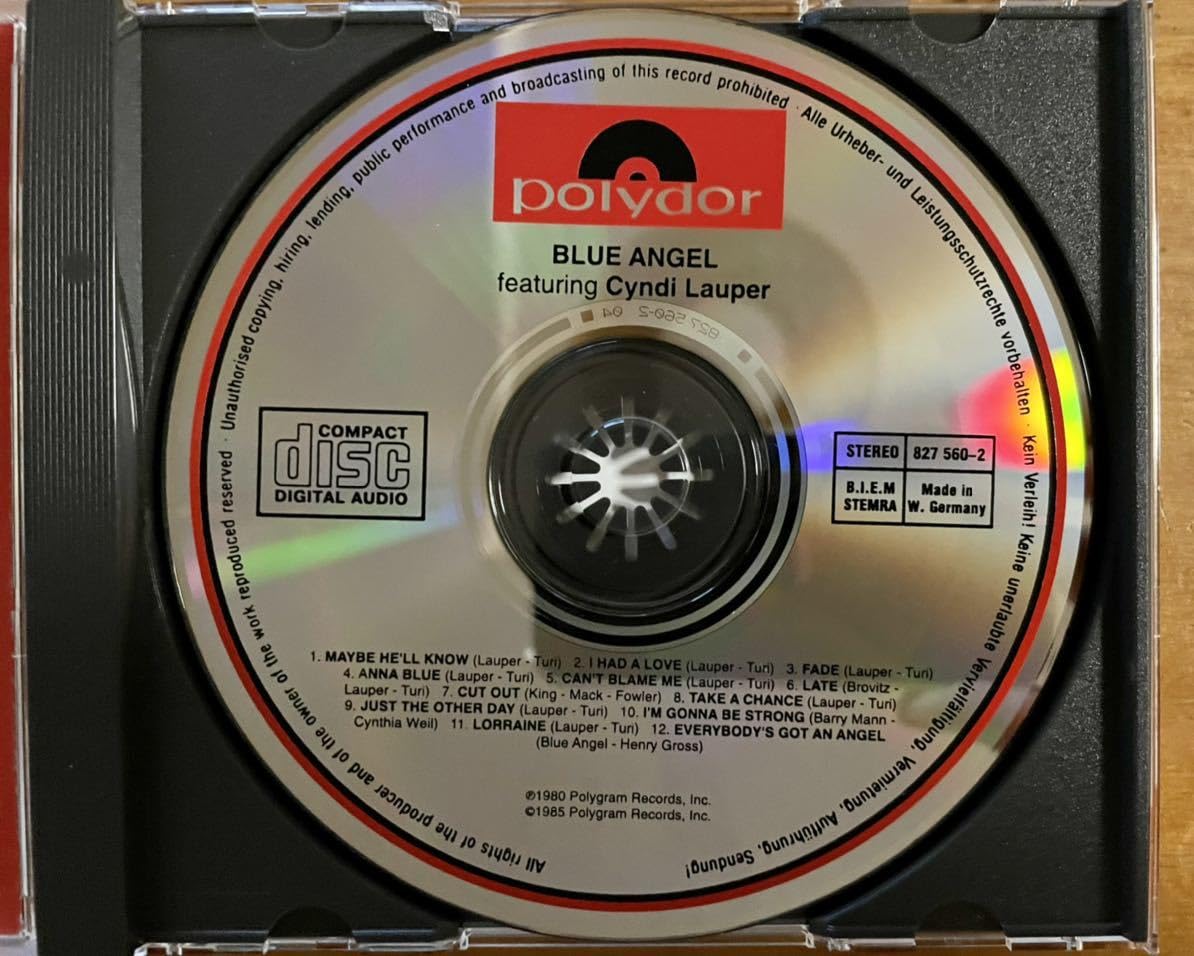 polydor
BLUE ANGEL
featuring Cyndi Lauper
827 560-2 04
COMPACT
disc
DIGITAL AUDIO
STEREO 827 560-2
B.I.E.M Made in
STEMRA W. Germany
1. MAYBE HE'LL KNOW (Lauper - Turi) 2. I HAD A LOVE (Lauper - Turi) 3. FADE (Lauper - Turi)
4. ANNA BLUE (Lauper - Turi) 5. CAN'T BLAME ME (Lauper - Turi) 6. LATE (Brovitz -
Lauper - Turi) 7. CUT OUT (King - Mack - Fowler) 8. TAKE A CHANCE (Lauper - Turi)
9. JUST THE OTHER DAY (Lauper - Turi) 10. I'M GONNA BE STRONG (Barry Mann -
Cynthia Weil) 11. LORRAINE (Lauper - Turi) 12. EVERYBODY'S GOT AN ANGEL
(Blue Angel - Henry Gross)
℗1980 Polygram Records, Inc.
©1985 Polygram Records, Inc.
All rights of the producer and of the owner of the work reproduced reserved · Unauthorised copying, hiring, lending, public performance and broadcasting of this record prohibited · Alle Urheber- und Leistungsschutzrechte vorbehalten · Kein Verleih! Keine unerlaubte Vervielfältigung, Vermietung, Aufführung, Sendung!